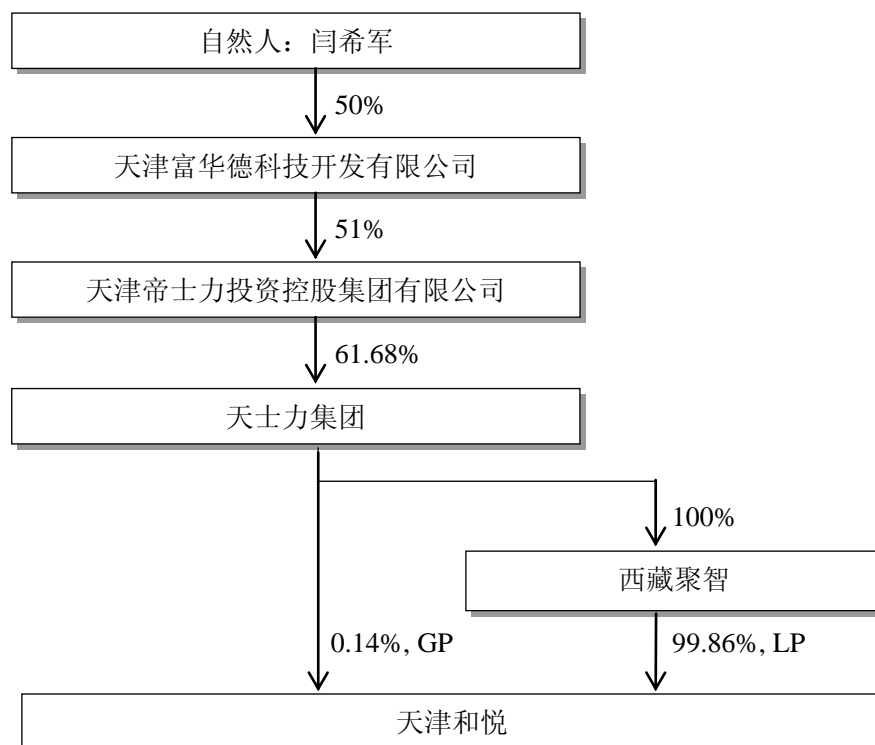 自然人：闫希军
50%
天津富华德科技开发有限公司
51%
天津帝士力投资控股集团有限公司
61.68%
天士力集团
100%
西藏聚智
0.14%, GP
99.86%, LP
天津和悦